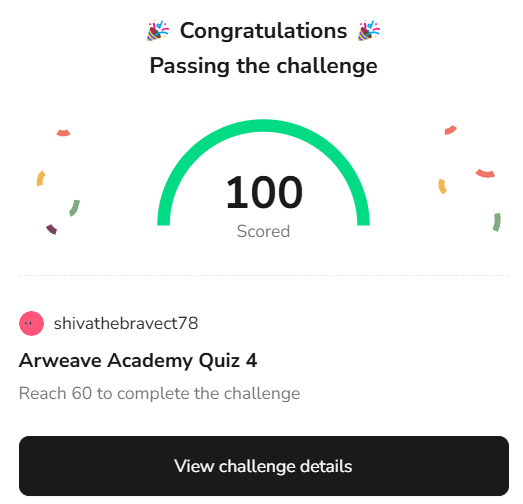 🎉 Congratulations 🎉
Passing the challenge
100
Scored
shivathebravect78
Arweave Academy Quiz 4
Reach 60 to complete the challenge
View challenge details